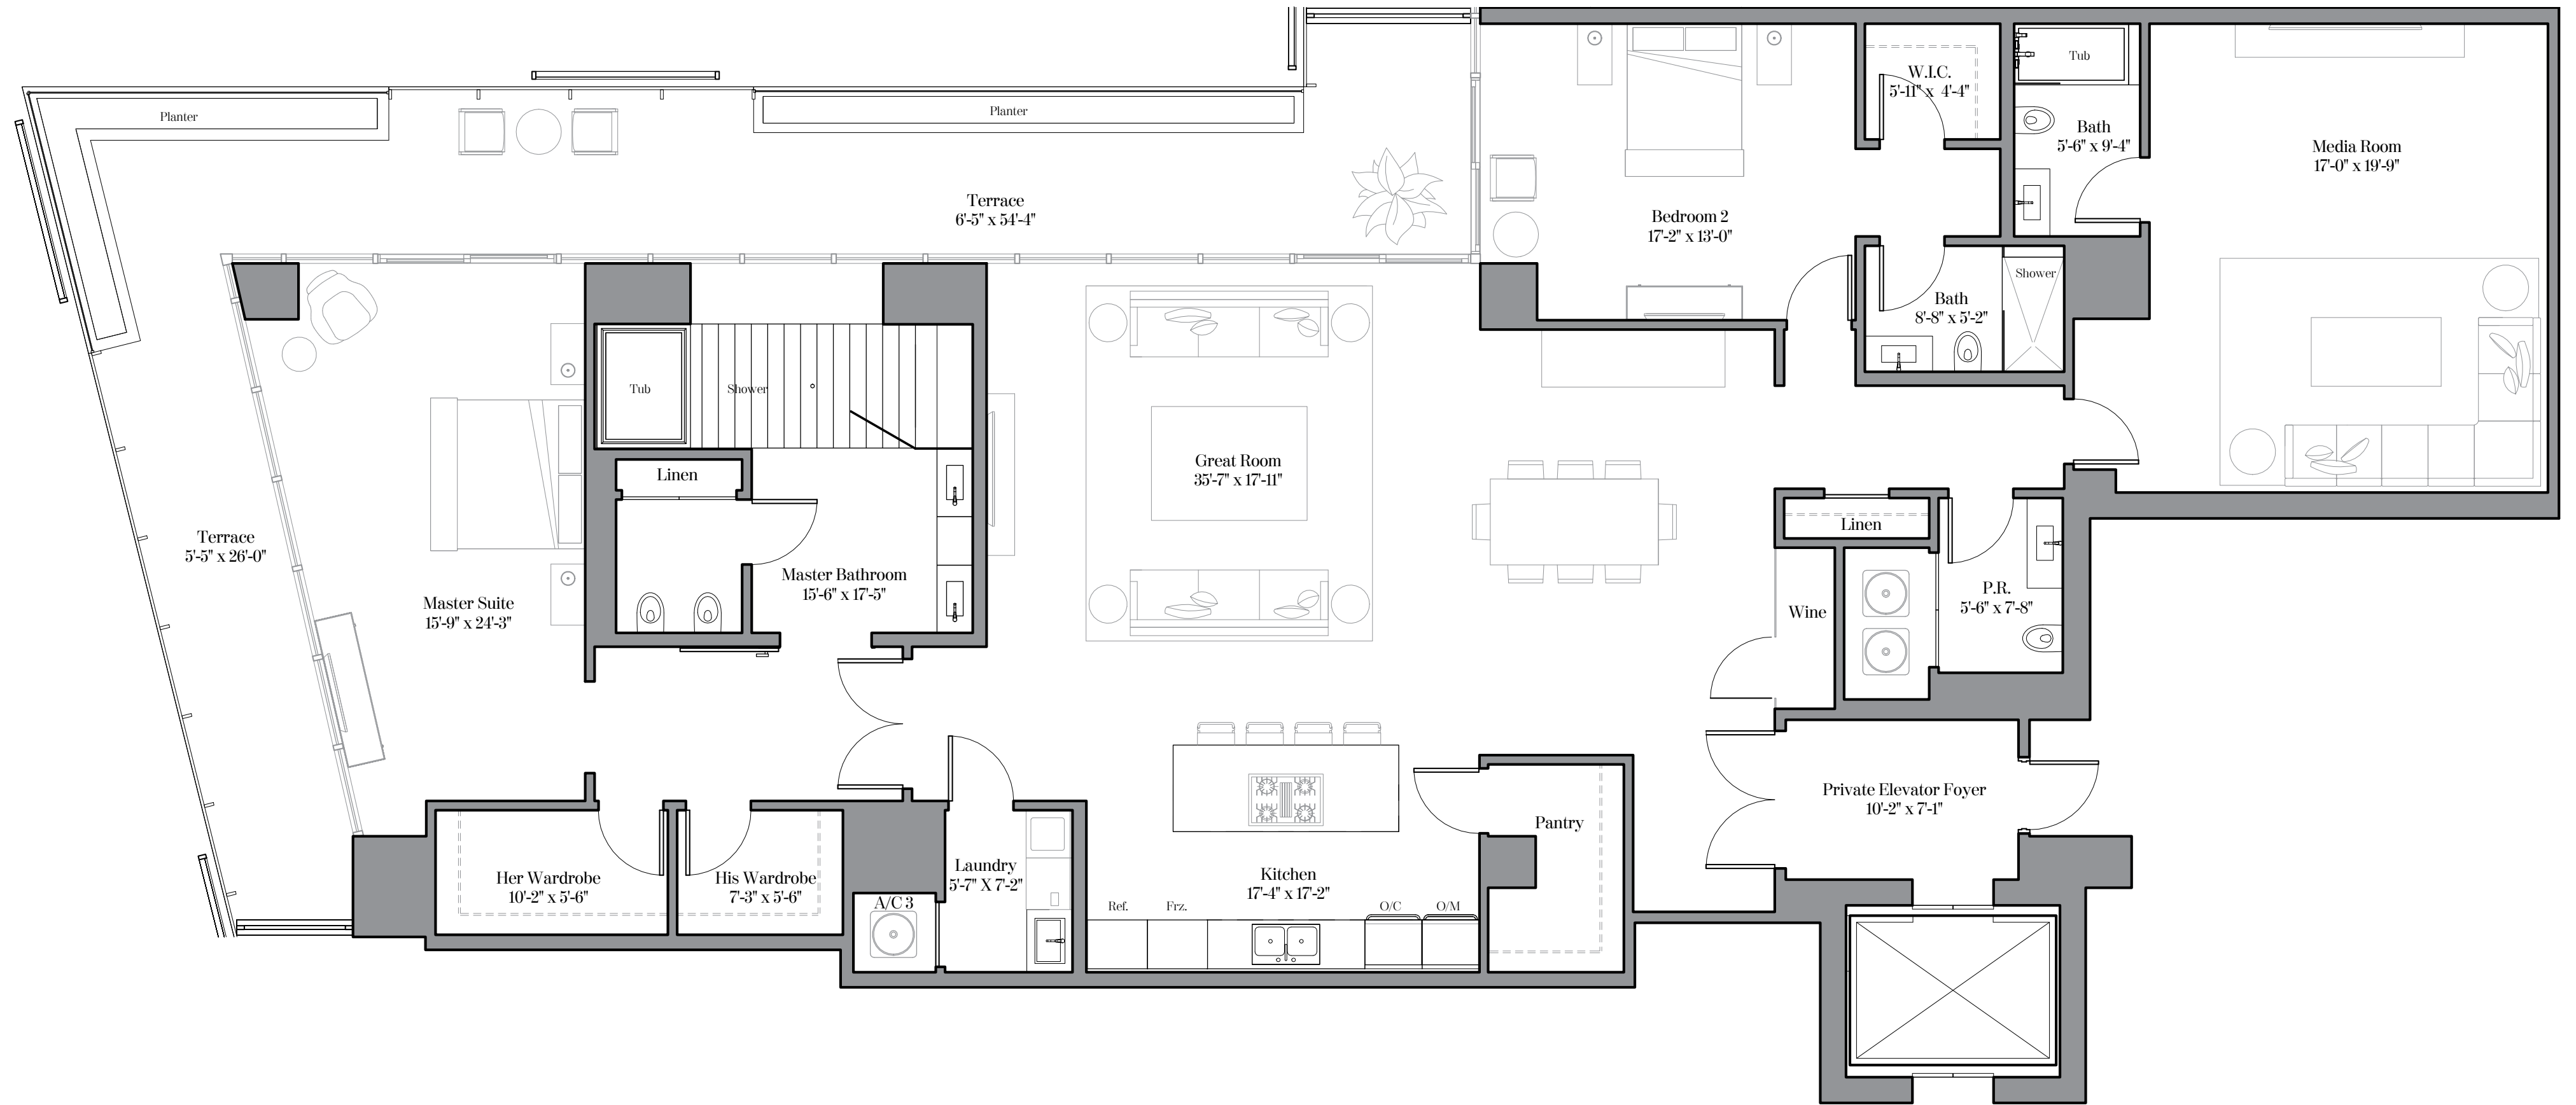 Planter
Planter
Terrace
6'-5" x 54'-4"
Bedroom 2
17'-2" x 13'-0"
W.I.C.
5'-11" x 4'-4"
Tub
Bath
5'-6" x 9'-4"
Media Room
17'-0" x 19'-9"
Shower
Bath
8'-8" x 5'-2"
Tub
Shower
Linen
Great Room
35'-7" x 17'-11"
Linen
Terrace
5'-5" x 26'-0"
Master Suite
15'-9" x 24'-3"
Master Bathroom
15'-6" x 17'-5"
Wine
P.R.
5'-6" x 7'-8"
Private Elevator Foyer
10'-2" x 7'-1"
Pantry
Her Wardrobe
10'-2" x 5'-6"
His Wardrobe
7'-3" x 5'-6"
Laundry
5'-7" X 7'-2"
A/C 3
Kitchen
17'-4" x 17'-2"
Ref.
Frz.
O/C
O/M